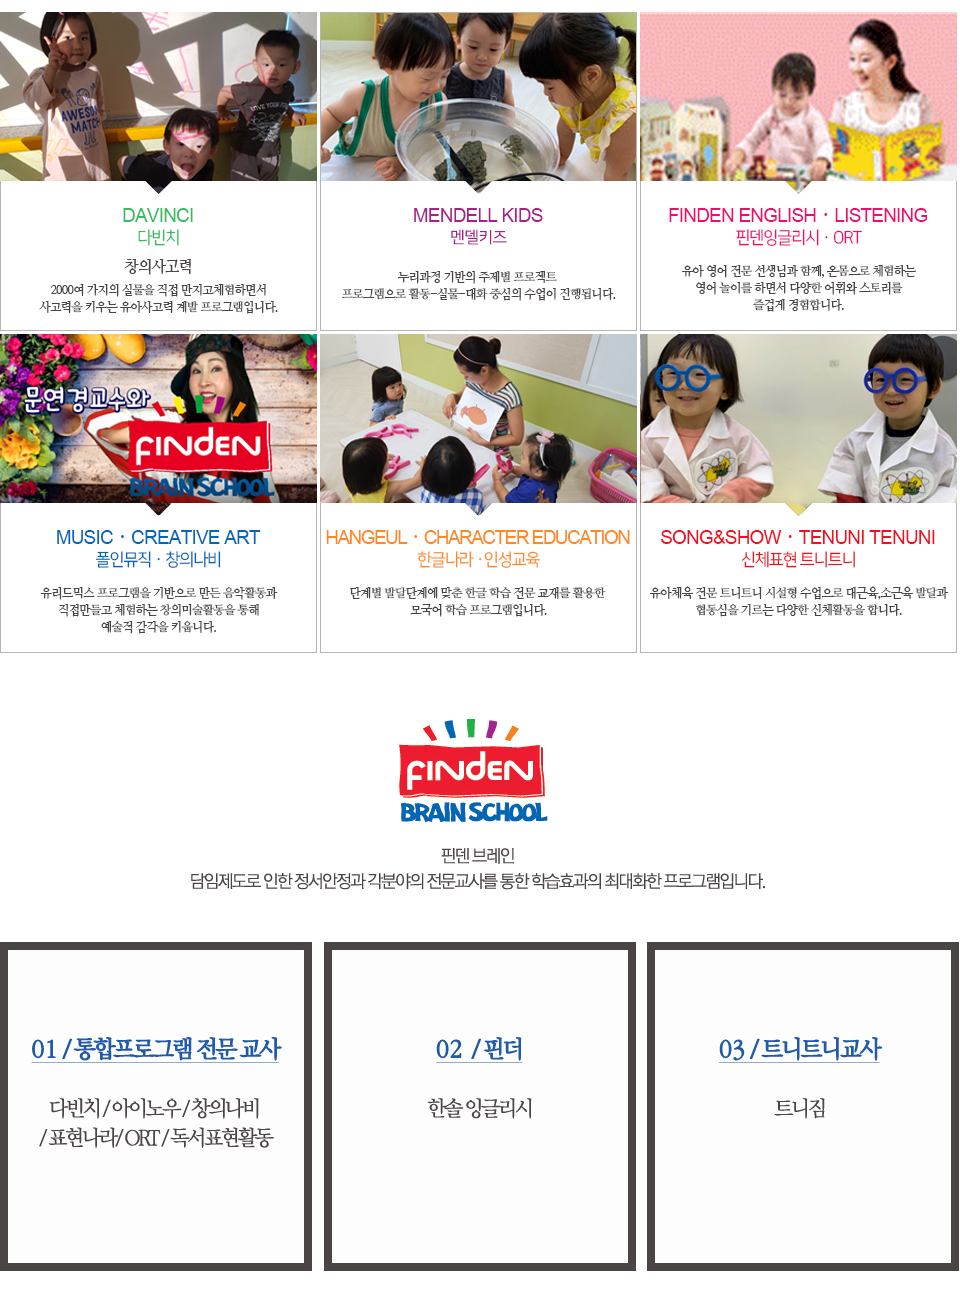 AWESOME
MATCH
LOVE YOUR
DAVINCI
다빈치
창의사고력
2000여 가지의 실물을 직접 만지고체험하면서
사고력을 키우는 유아사고력 계발 프로그램입니다.
MENDELL KIDS
멘델키즈
누리과정 기반의 주제별 프로젝트
프로그램으로 활동-실물-대화 중심의 수업이 진행됩니다.
FINDEN ENGLISH · LISTENING
핀덴잉글리시 · ORT
유아 영어 전문 선생님과 함께, 온몸으로 체험하는
영어 놀이를 하면서 다양한 어휘와 스토리를
즐겁게 경험합니다.
문연경교수와
FINDEN
BRAIN SCHOOL
MUSIC · CREATIVE ART
폴인뮤직 · 창의나비
유리드믹스 프로그램을 기반으로 만든 음악활동과
직접만들고 체험하는 창의미술활동을 통해
예술적 감각을 키웁니다.
HANGEUL · CHARACTER EDUCATION
한글나라 · 인성교육
단계별 발달단계에 맞춘 한글 학습 전문 교재를 활용한
모국어 학습 프로그램입니다.
SONG&SHOW · TENUNI TENUNI
신체표현 트니트니
유아체육 전문 트니트니 시설형 수업으로 대근육,소근육 발달과
협동심을 기르는 다양한 신체활동을 합니다.
FINDEN
BRAIN SCHOOL
핀덴 브레인
담임제도로 인한 정서안정과 각분야의 전문교사를 통한 학습효과의 최대화한 프로그램입니다.
01 / 통합프로그램 전문 교사
다빈치 / 아이노우 / 창의나비
/ 표현나라/ ORT / 독서표현활동
02 / 핀더
한솔 잉글리시
03 / 트니트니교사
트니짐